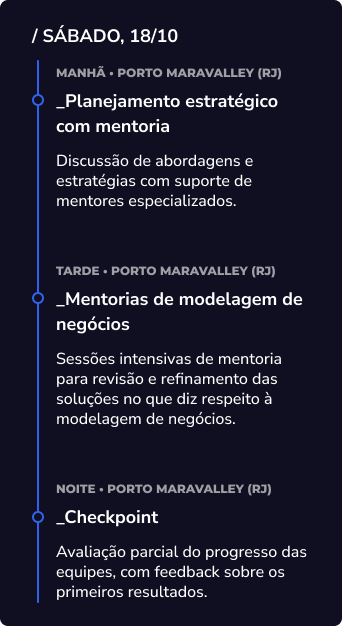 / SÁBADO, 18/10
MANHÃ • PORTO MARAVALLEY (RJ)
_Planejamento estratégico
com mentoria
Discussão de abordagens e
estratégias com suporte de
mentores especializados.
TARDE • PORTO MARAVALLEY (RJ)
_Mentorias de modelagem de
negócios
Sessões intensivas de mentoria
para revisão e refinamento das
soluções no que diz respeito à
modelagem de negócios.
NOITE • PORTO MARAVALLEY (RJ)
_Checkpoint
Avaliação parcial do progresso das
equipes, com feedback sobre os
primeiros resultados.